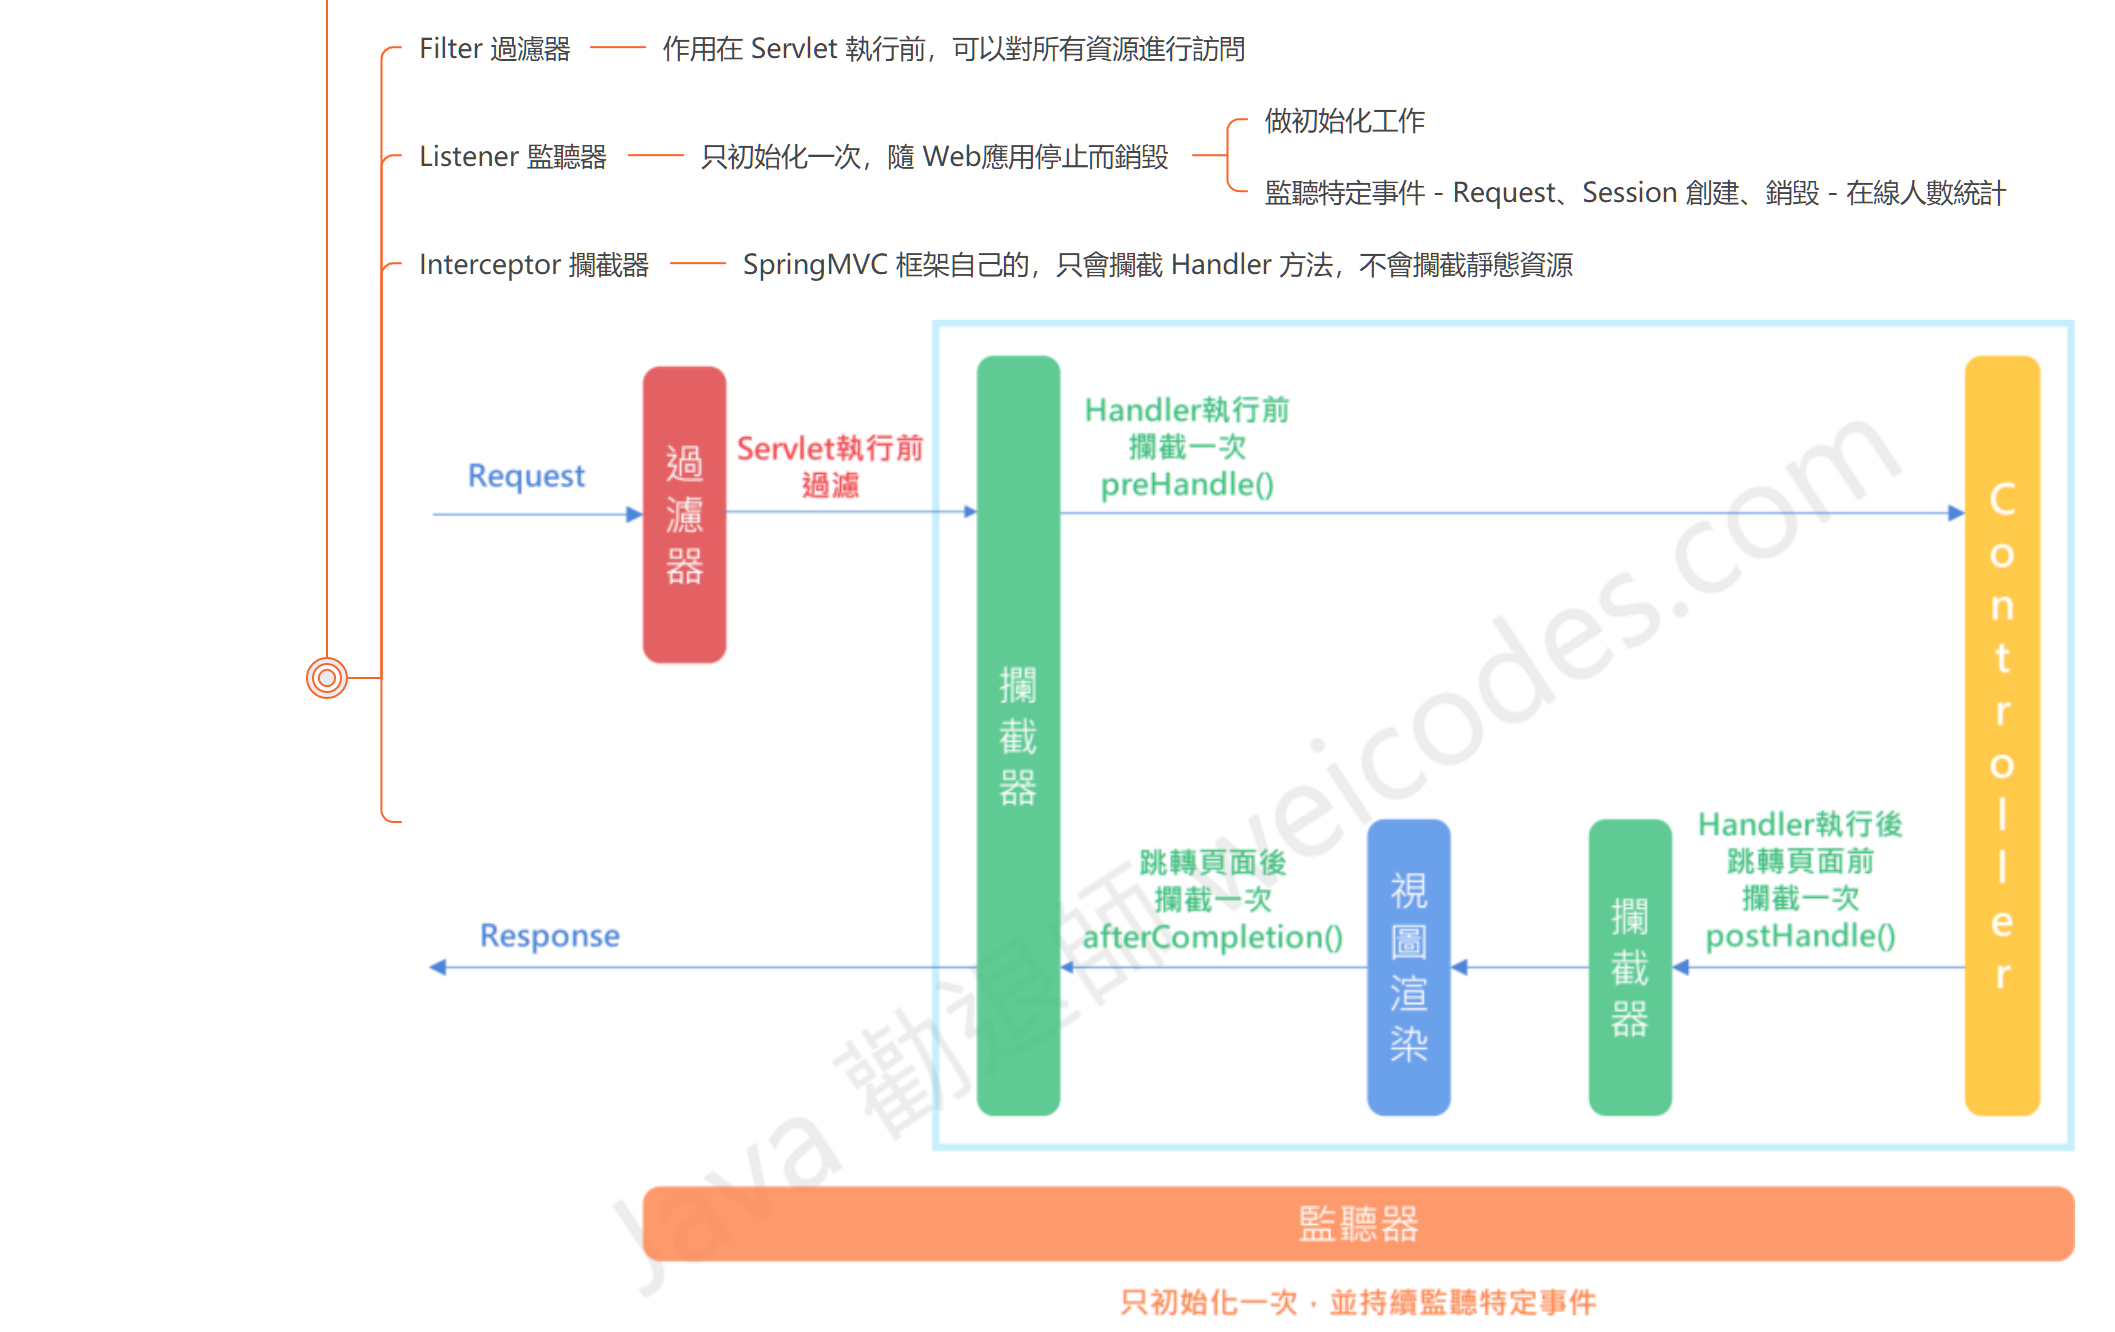 Filter 過濾器
作用在 Servlet 執行前，可以對所有資源進行訪問
Listener 監聽器
只初始化一次，隨 Web應用停止而銷毀
做初始化工作
監聽特定事件 - Request、Session 創建、銷毀 - 在線人數統計
Interceptor 攔截器
SpringMVC 框架自己的，只會攔截 Handler 方法，不會攔截靜態資源
Request
過濾器
Servlet執行前
過濾
攔截器
Handler執行前
攔截一次
preHandle()
Controller
Handler執行後
跳轉頁面前
攔截一次
postHandle()
攔截器
視圖渲染
跳轉頁面後
攔截一次
afterCompletion()
Response
監聽器
只初始化一次，並持續監聽特定事件
Java 勸退師 weicodes.com